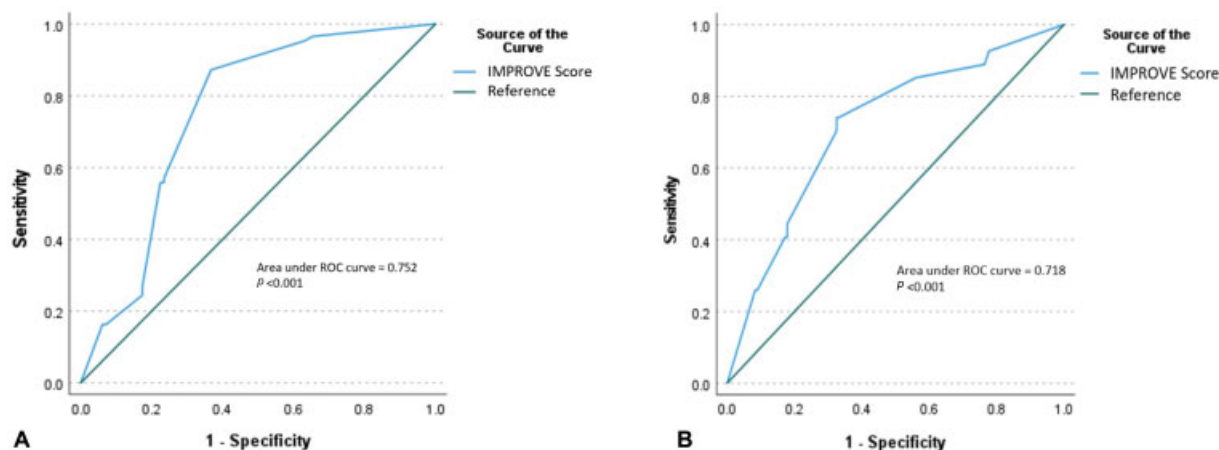 1.0
0.8
0.6
0.4
0.2
0.0
Sensitivity
0.0 0.2 0.4 0.6 0.8 1.0
1 - Specificity
A
Source of the
Curve
IMPROVE Score
Reference
Area under ROC curve = 0.752
P <0.001
1.0
0.8
0.6
0.4
0.2
0.0
Sensitivity
0.0 0.2 0.4 0.6 0.8 1.0
1 - Specificity
B
Source of the
Curve
IMPROVE Score
Reference
Area under ROC curve = 0.718
P <0.001